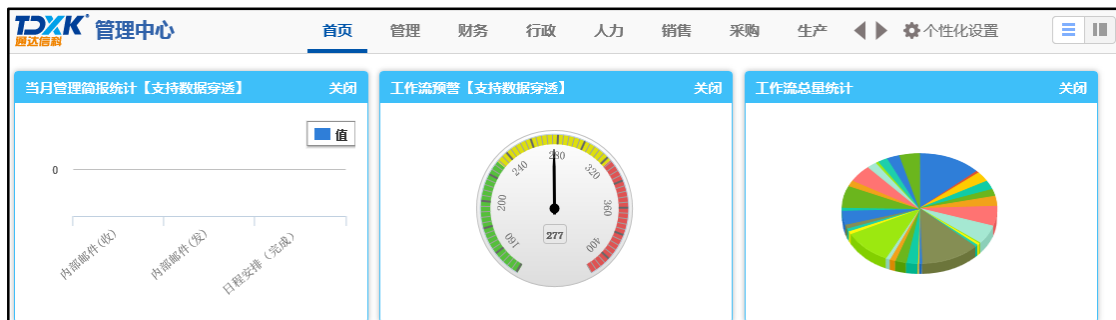 TDXK 管理中心
通达信科
首页 管理 财务 行政 人力 销售 采购 生产 个性化设置
当月管理简报统计【支持数据穿透】 关闭
值
0
内部邮件(收) 内部邮件(发) 日程安排（完成）
工作流预警【支持数据穿透】 关闭
160 200 240 280 320 360 400
277
工作流总量统计 关闭